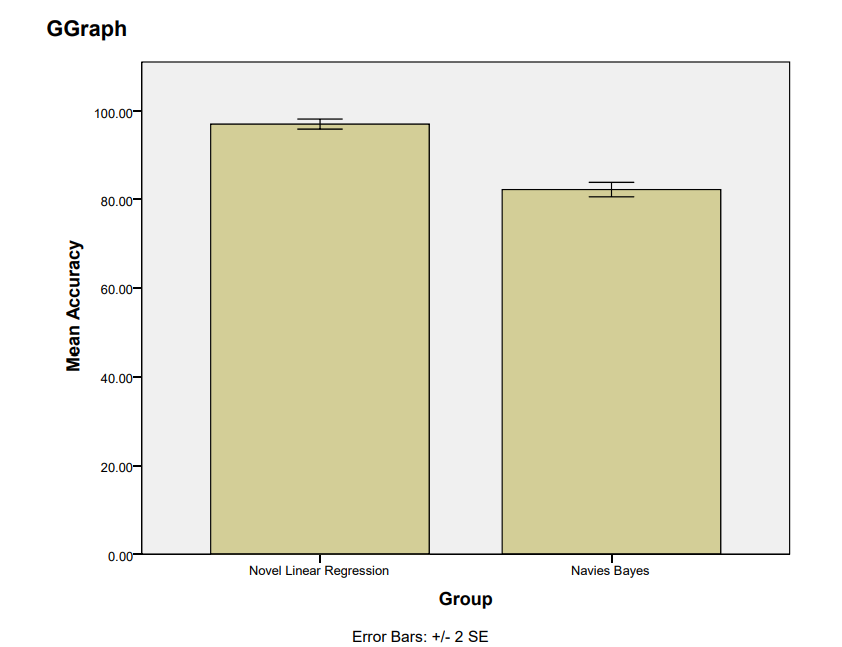 GGraph
Mean Accuracy
100.00
80.00
60.00
40.00
20.00
0.00
Novel Linear Regression
Navies Bayes
Group
Error Bars: +/- 2 SE